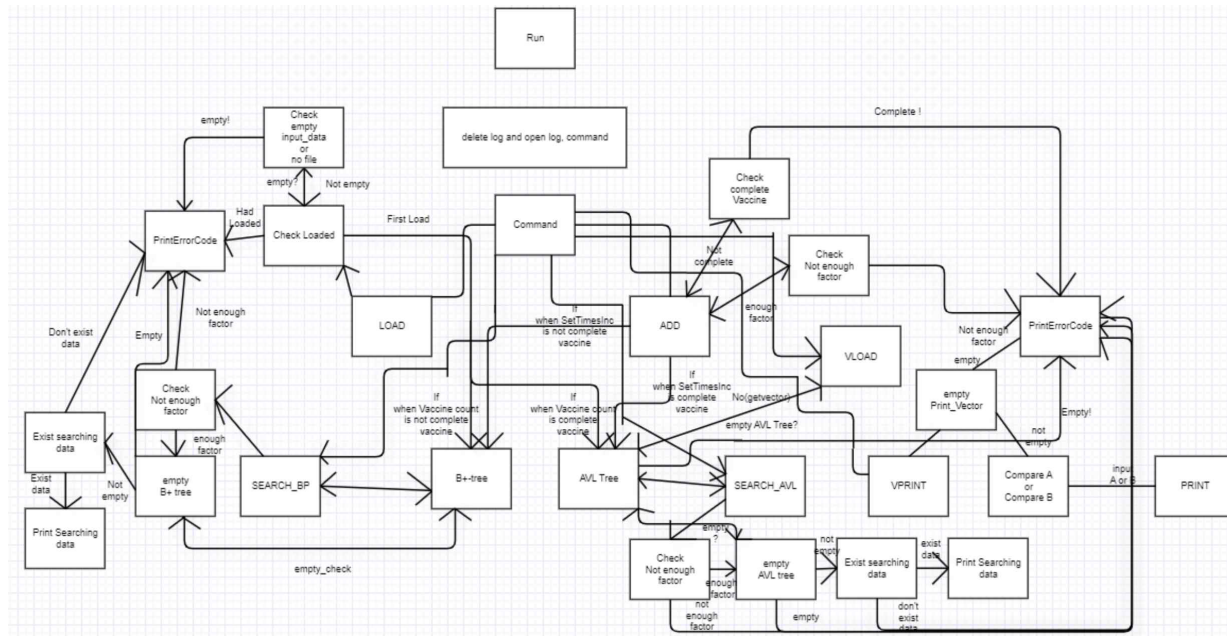 Run
Check
empty
input_data
or
no file
empty!
delete log and open log, command
Complete !
Check
complete
Vaccine
empty?
Not empty
PrintErrorCode
Had
Loaded
Check Loaded
First Load
Command
Not
complete
Check
Not enough
factor
LOAD
If
when SetTimesInc
is not complete
vaccine
ADD
enough
factor
VLOAD
Not enough
factor
PrintErrorCode
Don't exist
data
Empty
Not enough
factor
Check
Not enough
factor
If
when Vaccine count
is not complete
vaccine
If
when Vaccine count
is complete
vaccine
If
when SetTimesInc
is complete
vaccine
No(getvector)
empty AVL Tree?
empty
empty
Print_Vector
not
empty
Empty!
Exist searching
data
enough
factor
Exist
data
Not
empty
empty
B+ tree
SEARCH_BP
B+-tree
AVL Tree
SEARCH_AVL
VPRINT
Compare A
or
Compare B
input
A or B
PRINT
Print Searching
data
empty_check
empty
?
Check
Not enough
factor
enough
factor
empty
AVL tree
not
empty
Exist searching
data
exist
data
Print Searching
data
not
enough
factor
empty
don't
exist
data